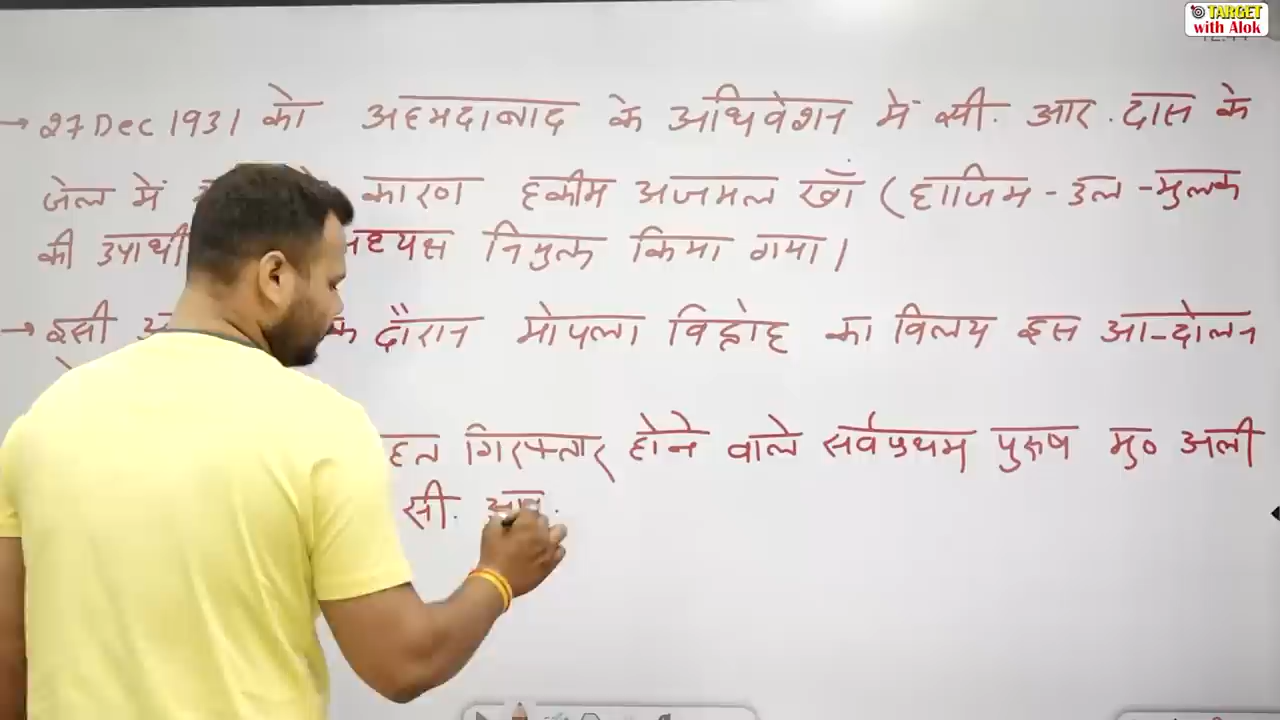 TARGET
with Alok
→ 27 Dec 1931 को अहमदाबाद के अधिवेशन में सी. आर. दास के
जेल में कारण हकीम अजमल खाँ (हाजिम - उल - मुल्क
की उपाधी अध्यक्ष नियुक्त किया गया।
→ इसी के दौरान मोपला विद्रोह का विलय इस आन्दोलन
गिरफ्तार होने वाले सर्वप्रथम पुरुष मु० अली
सी. आर.